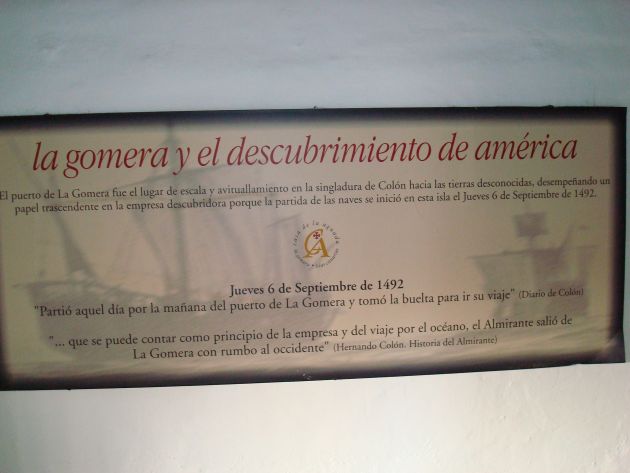 la gomera y el descubrimiento de américa
El puerto de La Gomera fue el lugar de escala y avituallamiento en la singladura de Colón hacia las tierras desconocidas, desempeñando un
papel trascendente en la empresa descubridora porque la partida de las naves se inició en esta isla el Jueves 6 de Septiembre de 1492.
casa de la aguada
CA
Jueves 6 de Septiembre de 1492
"Partió aquel día por la mañana del puerto de La Gomera y tomó la buelta para ir su viaje" (Diario de Colón)
"... que se puede contar como principio de la empresa y del viaje por el océano, el Almirante salió de
La Gomera con rumbo al occidente" (Hernando Colón. Historia del Almirante)